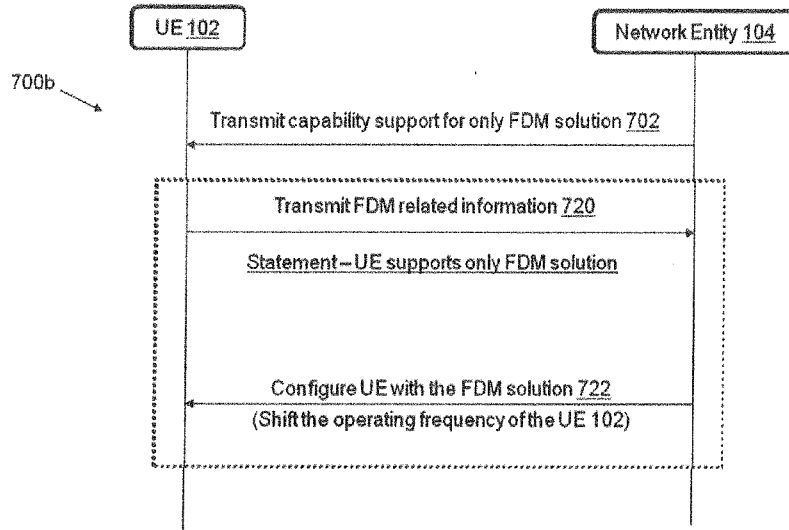 UE 102
Network Entity 104
700b
Transmit capability support for only FDM solution 702
Transmit FDM related information 720
Statement – UE supports only FDM solution
Configure UE with the FDM solution 722
(Shift the operating frequency of the UE 102)